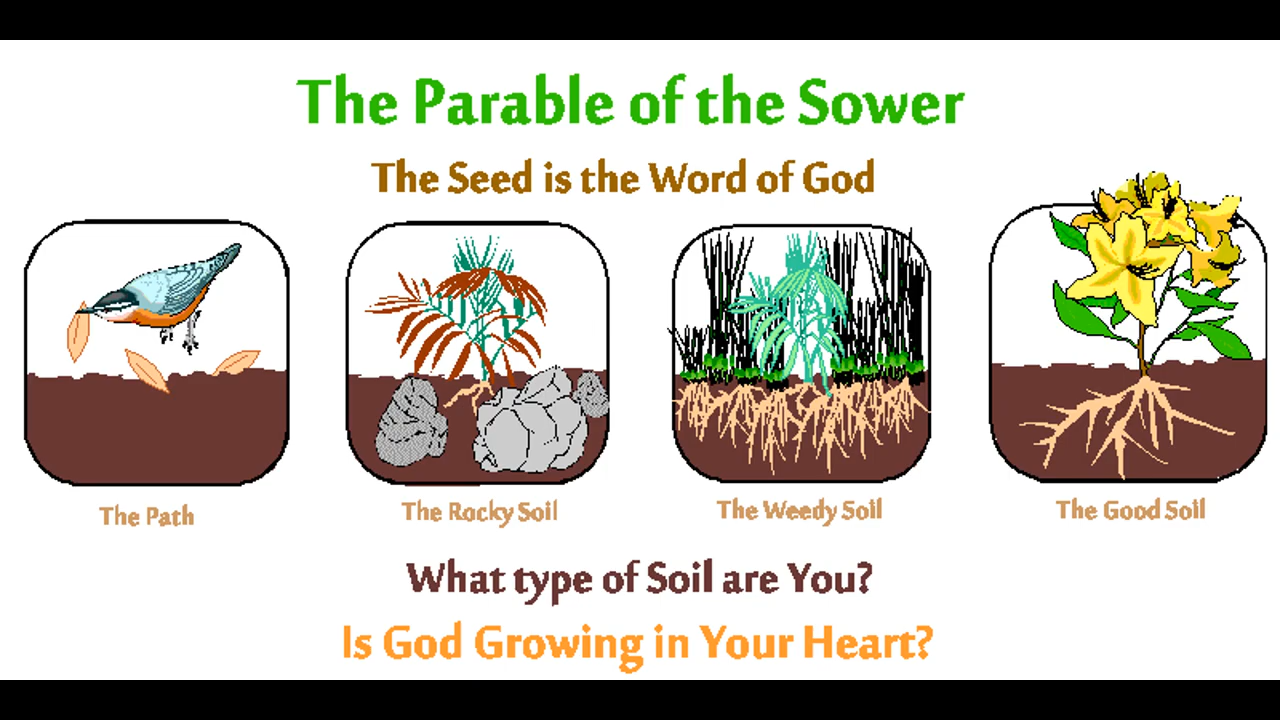 The Parable of the Sower
The Seed is the Word of God
The Path
The Rocky Soil
The Weedy Soil
The Good Soil
What type of Soil are You?
Is God Growing in Your Heart?